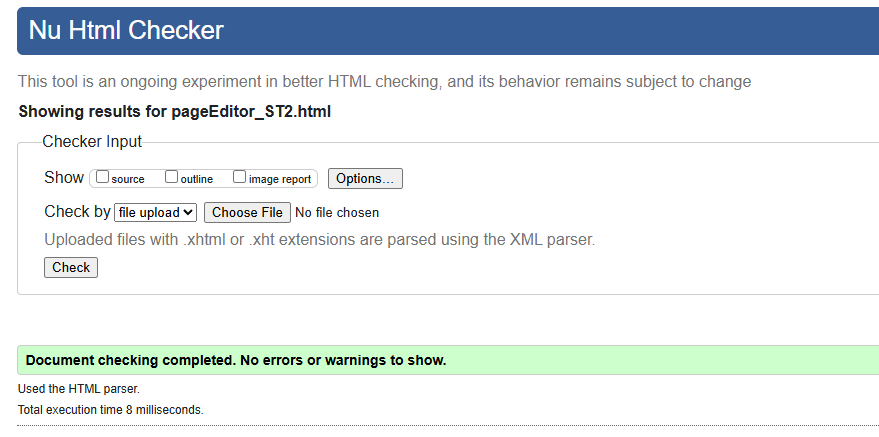 Nu Html Checker
This tool is an ongoing experiment in better HTML checking, and its behavior remains subject to change
Showing results for pageEditor_ST2.html
Checker Input
Show source outline image report Options...
Check by file upload Choose File No file chosen
Uploaded files with .xhtml or .xht extensions are parsed using the XML parser.
Check
Document checking completed. No errors or warnings to show.
Used the HTML parser.
Total execution time 8 milliseconds.